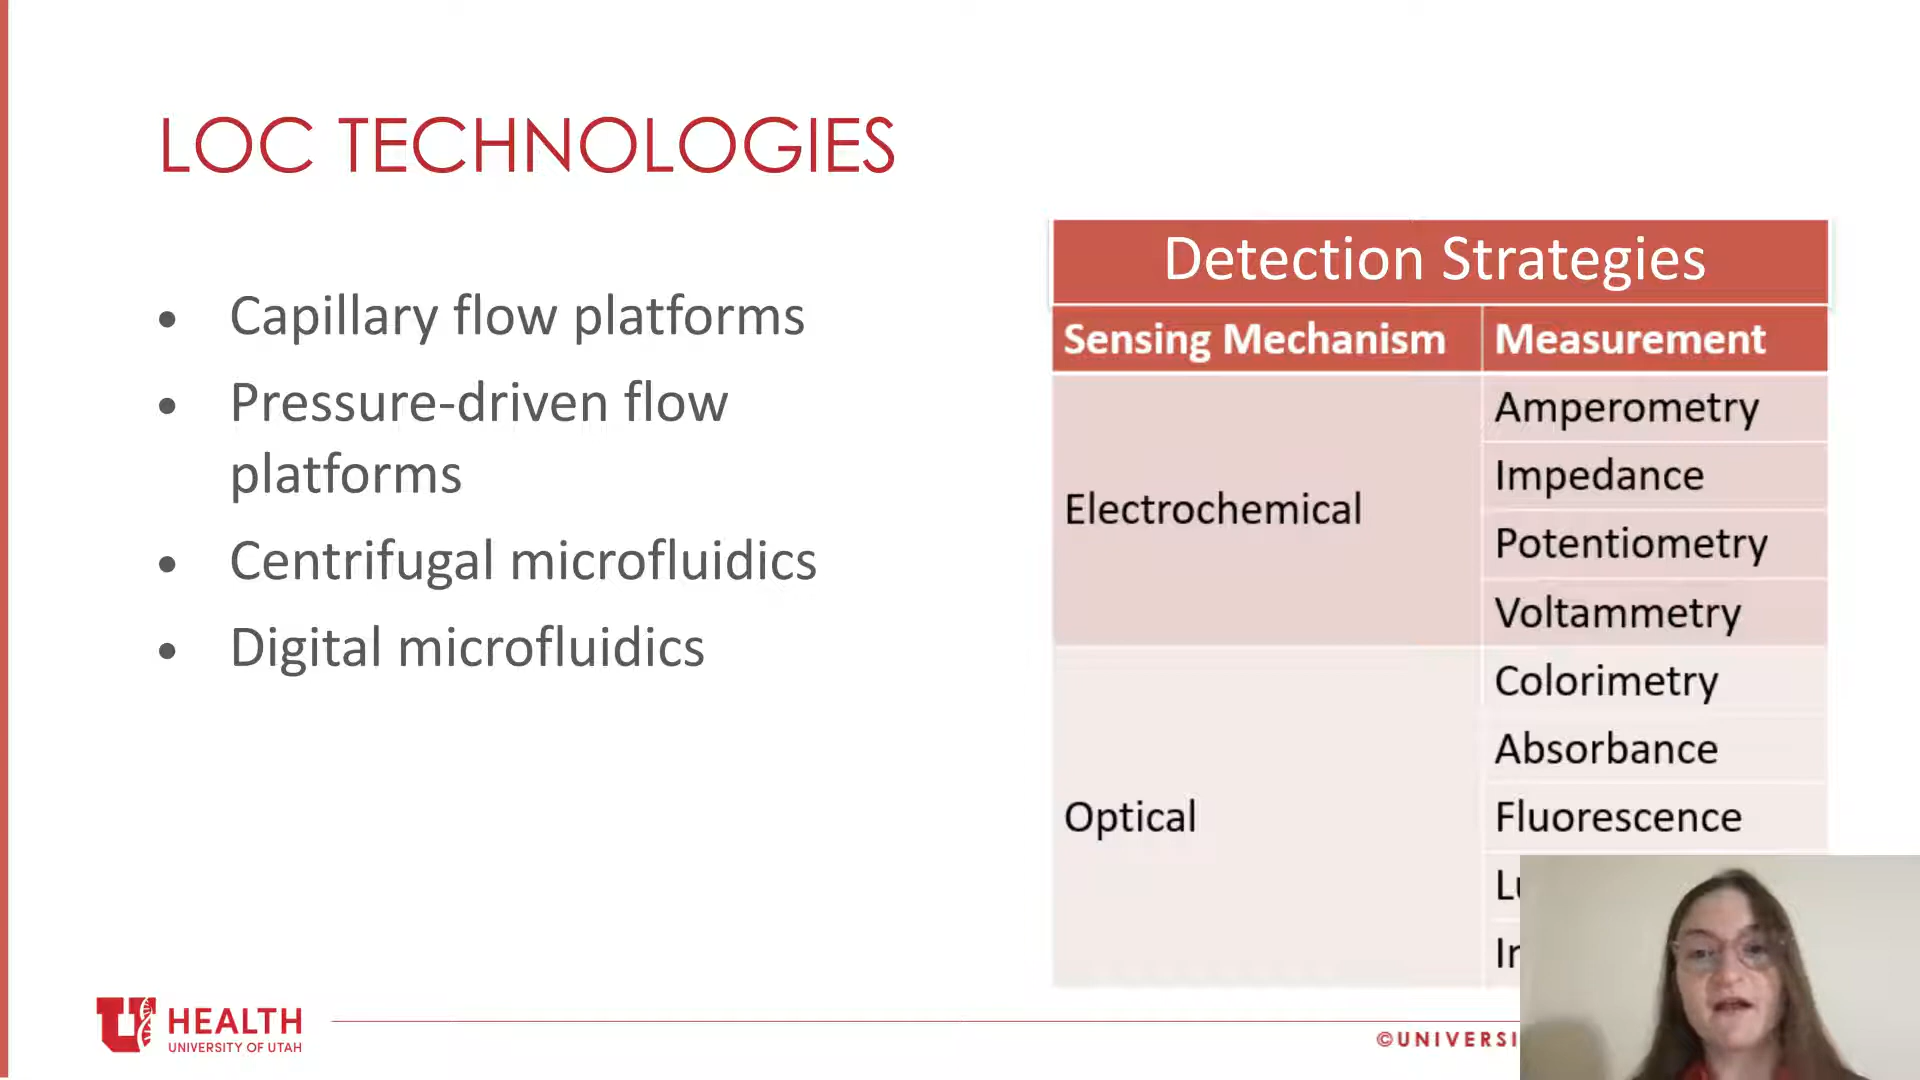 LOC TECHNOLOGIES
• Capillary flow platforms
• Pressure-driven flow
platforms
• Centrifugal microfluidics
• Digital microfluidics
Detection Strategies
Sensing Mechanism Measurement
Electrochemical
Amperometry
Impedance
Potentiometry
Voltammetry
Optical
Colorimetry
Absorbance
Fluorescence
U HEALTH
UNIVERSITY OF UTAH